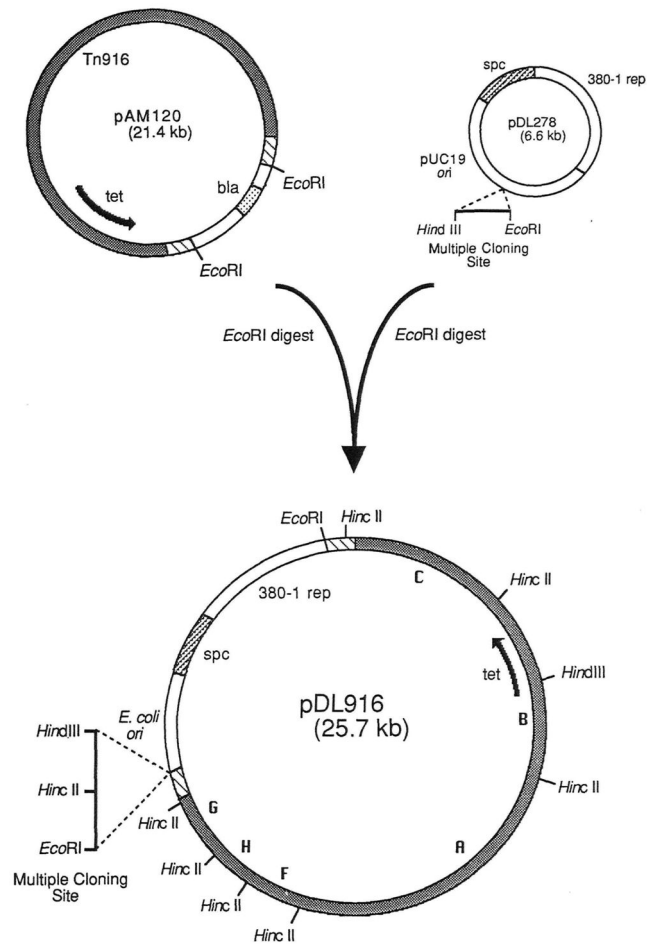 Tn916
pAM120
(21.4 kb)
tet
bla
EcoRI
EcoRI
spc
380-1 rep
pDL278
(6.6 kb)
pUC19
ori
Hind III
EcoRI
Multiple Cloning
Site
EcoRI digest
EcoRI digest
EcoRI
Hinc II
C
380-1 rep
Hinc II
spc
tet
HindIII
pDL916
(25.7 kb)
B
E. coli
ori
HindIII
Hinc II
Hinc II
EcoRI
Multiple Cloning
Site
Hinc II
G
H
A
Hinc II
F
Hinc II
Hinc II